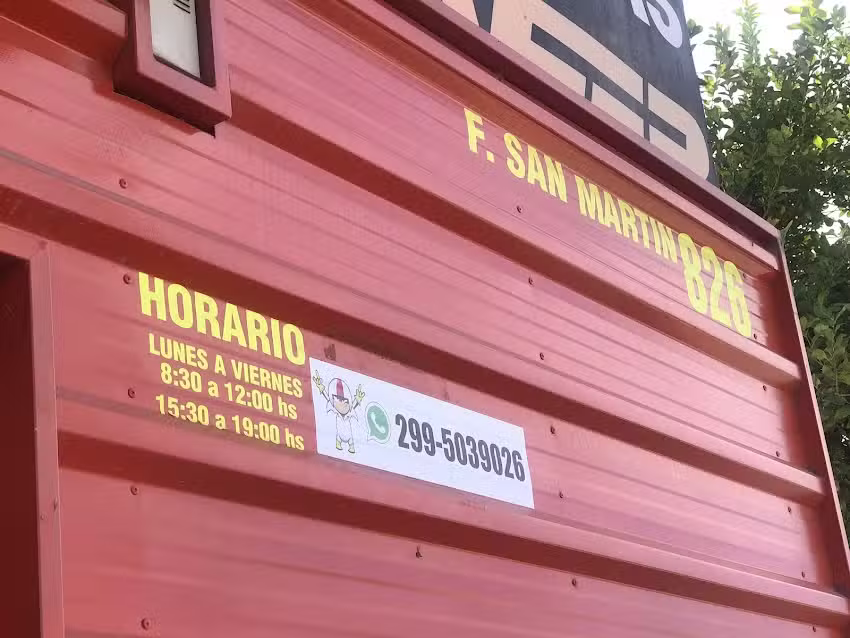 F. SAN MARTIN 826
HORARIO
LUNES A VIERNES
8:30 a 12:00 hs
15:30 a 19:00 hs
299-5039026